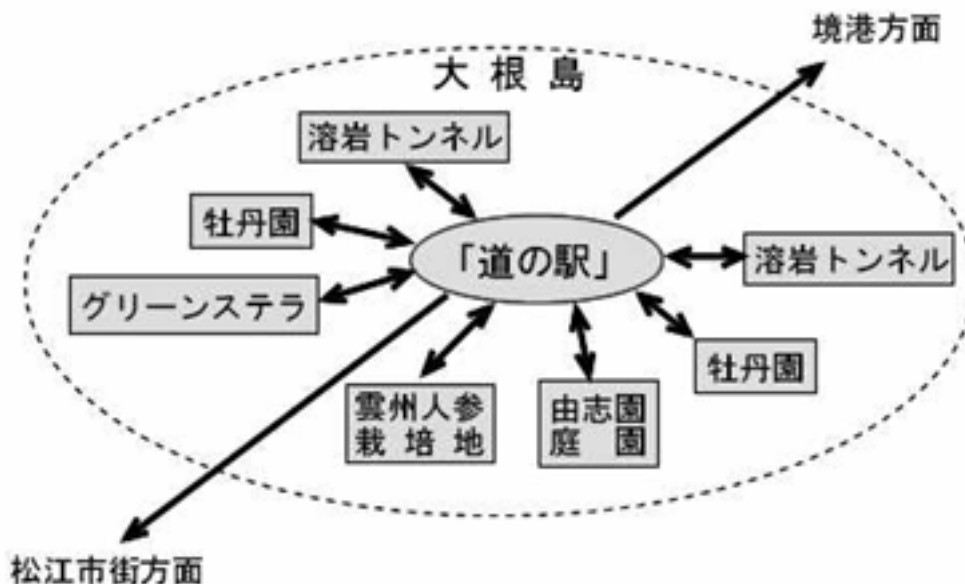 境港方面
大根島
溶岩トンネル
牡丹園
「道の駅」
溶岩トンネル
グリーンステラ
牡丹園
雲州人参
栽培地
由志園
庭園
松江市街方面